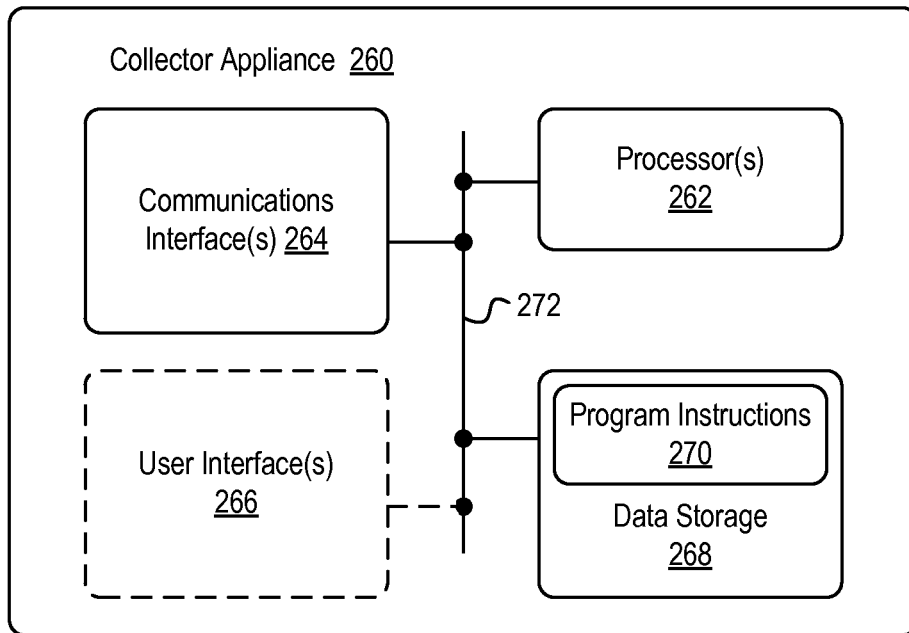 Collector Appliance 260
Communications
Interface(s) 264
Processor(s)
262
272
User Interface(s)
266
Program Instructions
270
Data Storage
268